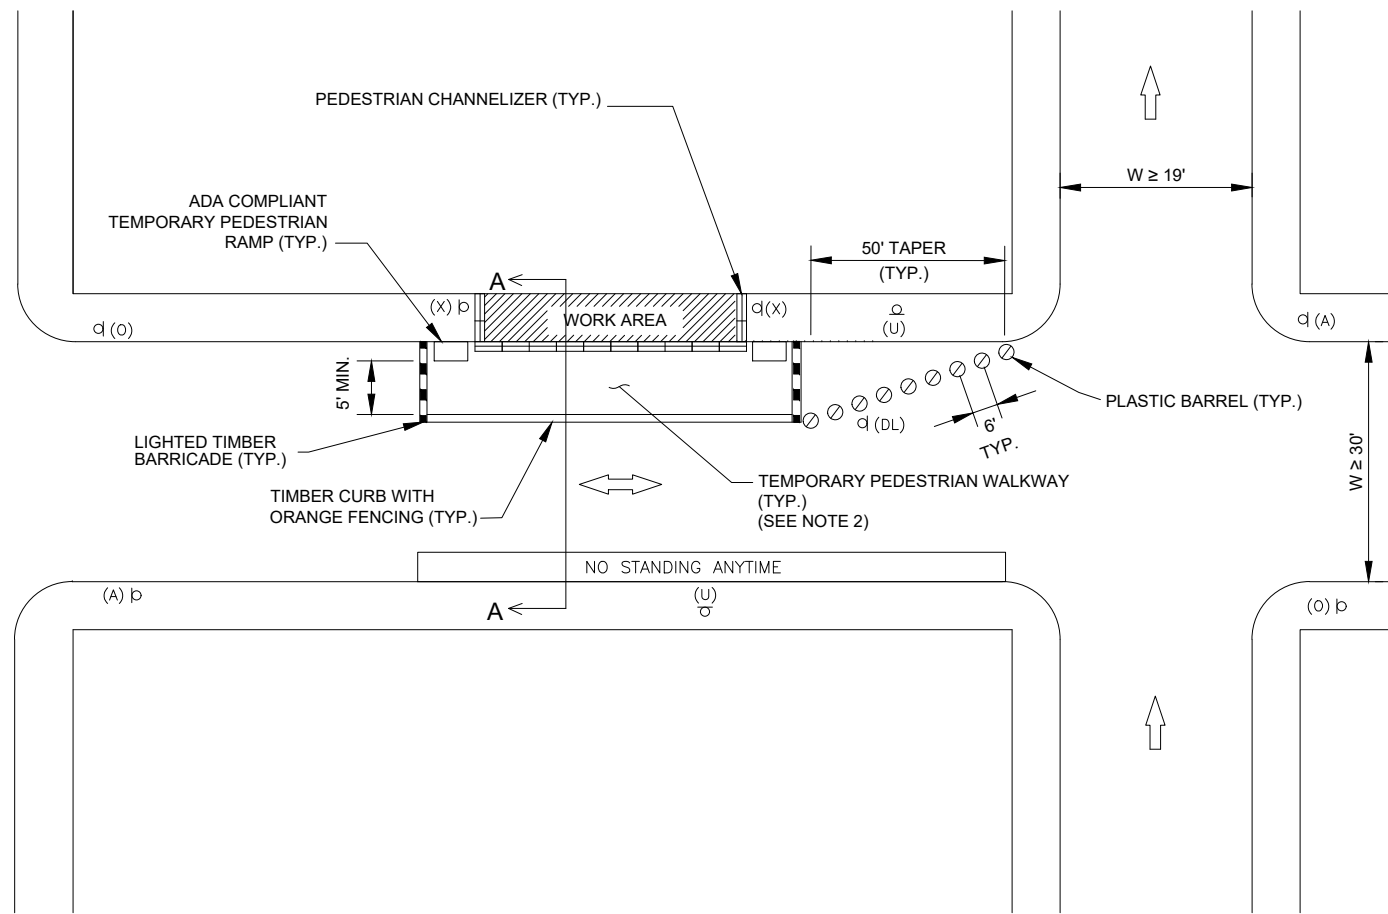 PEDESTRIAN CHANNELIZER (TYP.)
W ≥ 19'
ADA COMPLIANT
TEMPORARY PEDESTRIAN
RAMP (TYP.)
50' TAPER
(TYP.)
A
(X)
(X)
(U)
(O)
WORK AREA
(A)
5' MIN.
PLASTIC BARREL (TYP.)
(DL)
6'
TYP.
LIGHTED TIMBER
BARRICADE (TYP.)
W ≥ 30'
TEMPORARY PEDESTRIAN WALKWAY
(TYP.)
(SEE NOTE 2)
TIMBER CURB WITH
ORANGE FENCING (TYP.)
NO STANDING ANYTIME
(A)
(U)
A
(O)